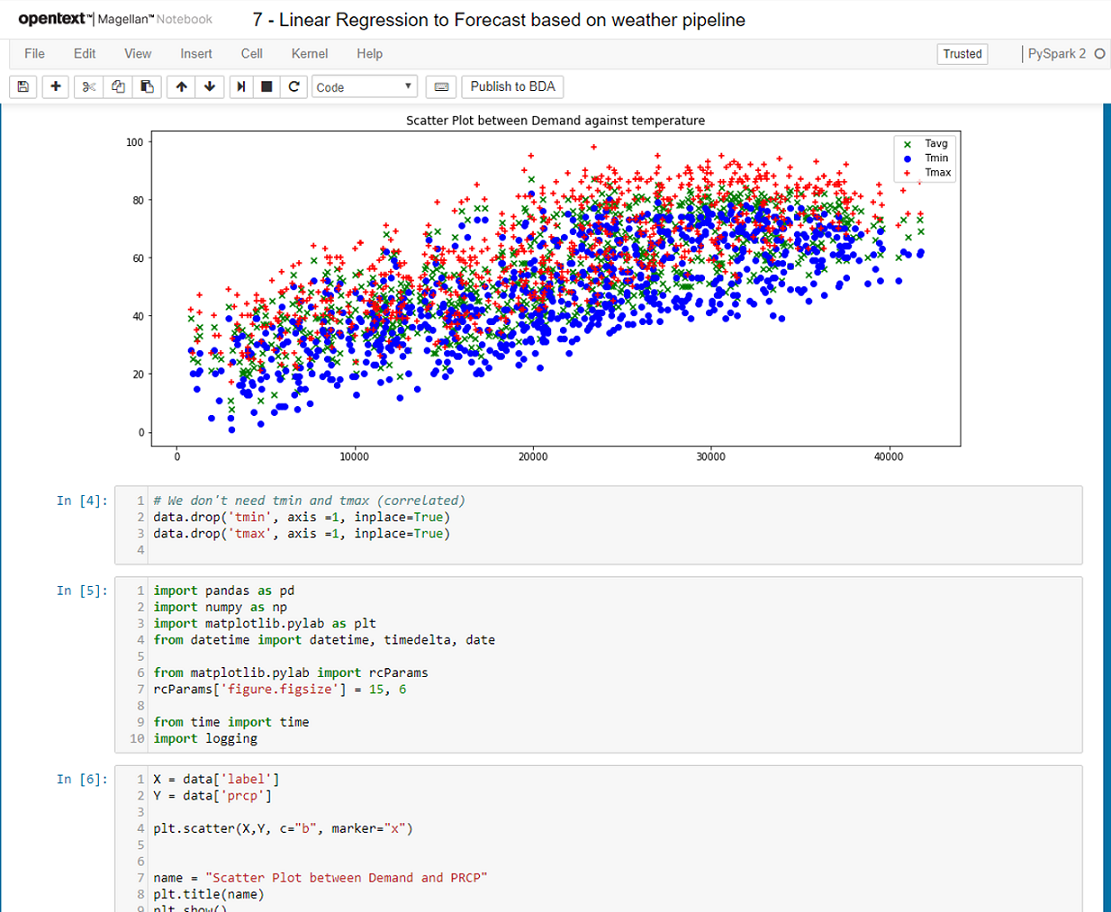 opentext™ | Magellan™ Notebook 7 - Linear Regression to Forecast based on weather pipeline
File Edit View Insert Cell Kernel Help Trusted PySpark 2
Code Publish to BDA
Scatter Plot between Demand against temperature
100
80
60
40
20
0
Tavg
Tmin
Tmax
0 10000 20000 30000 40000
In [4]:
1 # We don't need tmin and tmax (correlated)
2 data.drop('tmin', axis =1, inplace=True)
3 data.drop('tmax', axis =1, inplace=True)
4
In [5]:
1 import pandas as pd
2 import numpy as np
3 import matplotlib.pylab as plt
4 from datetime import datetime, timedelta, date
5
6 from matplotlib.pylab import rcParams
7 rcParams['figure.figsize'] = 15, 6
8
9 from time import time
10 import logging
In [6]:
1 X = data['label']
2 Y = data['prcp']
3
4 plt.scatter(X,Y, c="b", marker="x")
5
6
7 name = "Scatter Plot between Demand and PRCP"
8 plt.title(name)
9 plt.show()